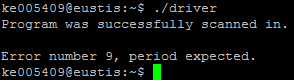 ke005409@eustis:~$ ./driver
Program was successfully scanned in.
Error number 9, period expected.
ke005409@eustis:~$